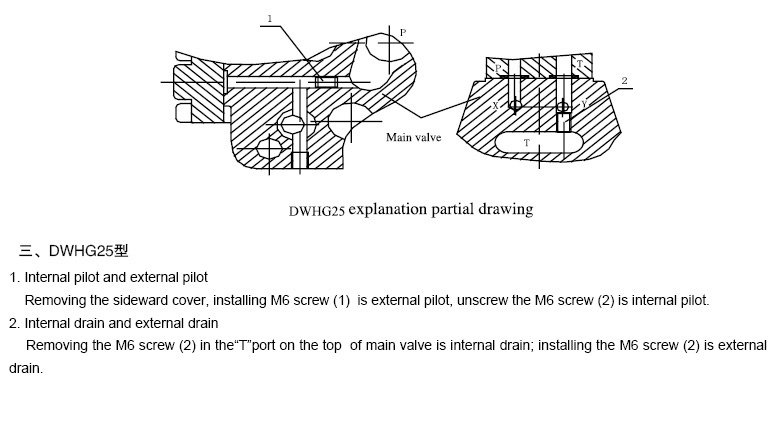 1
P
P
T
2
X
Y
Main valve
T
DWHG25 explanation partial drawing
三、DWHG25型
1. Internal pilot and external pilot
Removing the sideward cover, installing M6 screw (1) is external pilot, unscrew the M6 screw (2) is internal pilot.
2. Internal drain and external drain
Removing the M6 screw (2) in the“T”port on the top of main valve is internal drain; installing the M6 screw (2) is external
drain.